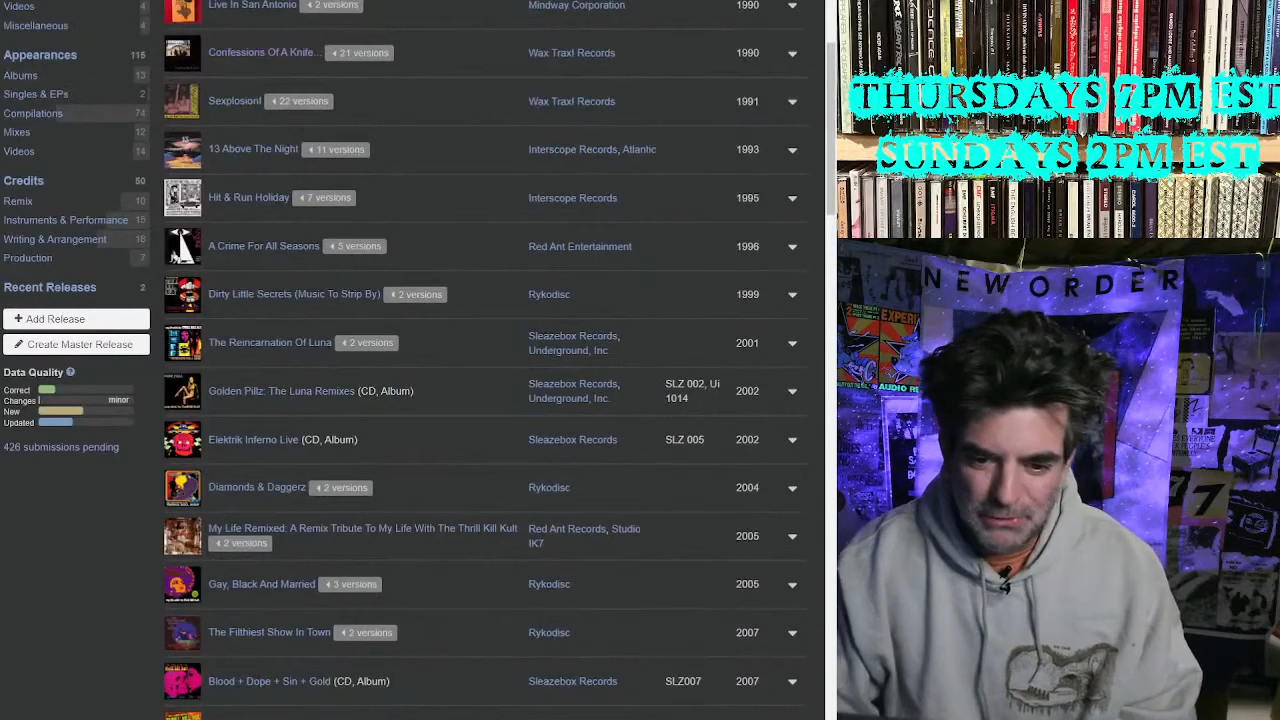 Videos 4
Miscellaneous 4
Appearances 115
Albums 13
Singles & EPs 2
Compilations 74
Mixes 12
Videos 14
Credits 50
Remix 10
Instruments & Performance 15
Writing & Arrangement 18
Production 7
Recent Releases 2
Add Release
Create Master Release
Data Quality
Correct
Changes minor
New
Updated
426 submissions pending
Live In San Antonio 2 versions Mindway Corporation 1990
Confessions Of A Knife... 21 versions Wax Trax! Records 1990
Sexplosion! 22 versions Wax Trax! Records 1991
13 Above The Night 11 versions Interscope Records, Atlantic 1993
Hit & Run Holiday 7 versions Interscope Records 1995
A Crime For All Seasons 5 versions Red Ant Entertainment 1996
Dirty Little Secrets (Music To Strip By) 2 versions Rykodisc 1999
The Reincarnation Of Luna 2 versions Sleazebox Records, 2001
Underground, Inc.
Golden Pillz: The Luna Remixes (CD, Album) Sleazebox Records, SLZ 002, Ui 2002
Underground, Inc. 1014
Elektrik Inferno Live (CD, Album) Sleazebox Records SLZ 005 2002
Diamonds & Daggerz 2 versions Rykodisc 2004
My Life Remixed: A Remix Tribute To My Life With The Thrill Kill Kult Red Ant Records, Studio 2005
2 versions !K7
Gay, Black And Married 3 versions Rykodisc 2005
The Filthiest Show In Town 2 versions Rykodisc 2007
Blood + Dope + Sin + Gold (CD, Album) Sleazebox Records SLZ007 2007
THURSDAYS 7PM EST
SUNDAYS 2PM EST
NEW ORDER
EXPERI
AUDIO RE
7